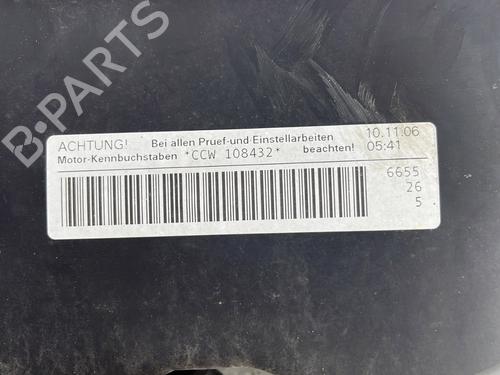 ACHTUNG! Bei allen Pruef-und Einstellarbeiten 10.11.06
Motor-Kennbuchstaben *CCW 108432* beachten! 05:41
6655
26
5
B-PARTS